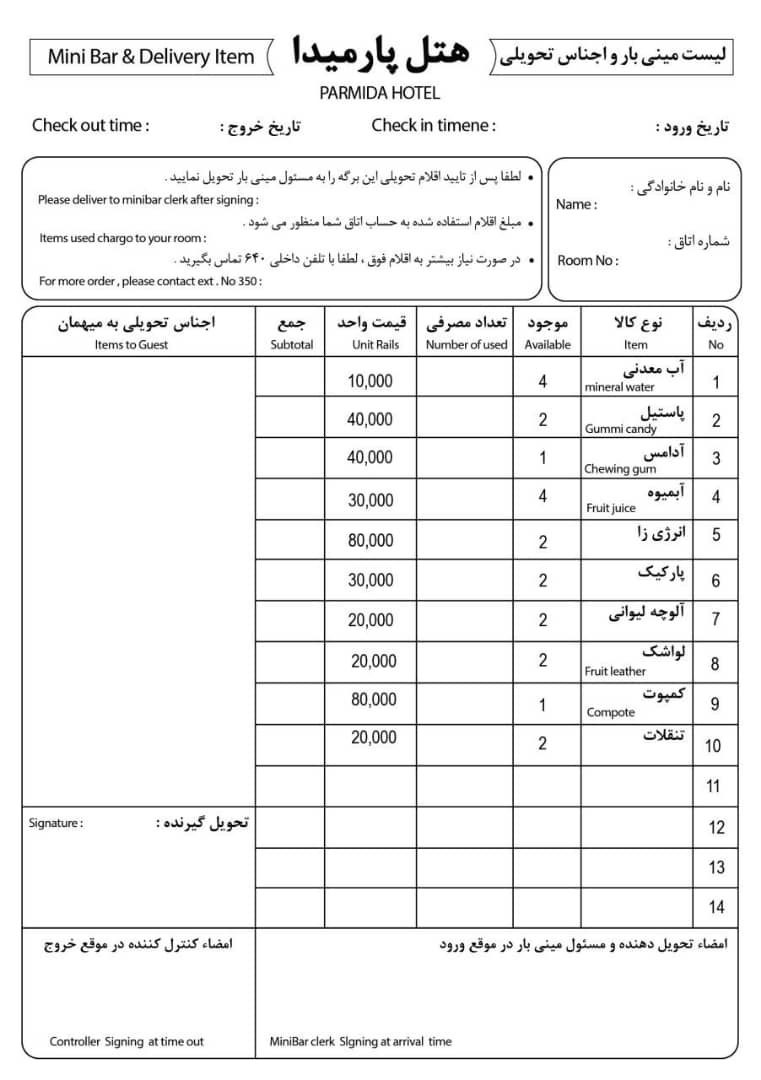 لیست مینی بار و اجناس تحویلی
هتل پارمیدا
Mini Bar & Delivery Item
PARMIDA HOTEL
تاریخ ورود :
Check in timene :
تاریخ خروج :
Check out time :
نام و نام خانوادگی :
Name :
شماره اتاق :
Room No :
• لطفا پس از تایید اقلام تحویلی این برگه را به مسئول مینی بار تحویل نمایید .
Please deliver to minibar clerk after signing :
• مبلغ اقلام استفاده شده به حساب اتاق شما منظور می شود .
Items used chargo to your room :
• در صورت نیاز بیشتر به اقلام فوق ، لطفا با تلفن داخلی ۶۴۰ تماس بگیرید .
For more order , please contact ext . No 350 :
ردیف نوع کالا موجود تعداد مصرفی قیمت واحد جمع اجناس تحویلی به میهمان
No Item Available Number of used Unit Rails Subtotal Items to Guest
1 آب معدنی 4 10,000
mineral water
2 پاستیل 2 40,000
Gummi candy
3 آدامس 1 40,000
Chewing gum
4 آبمیوه 4 30,000
Fruit juice
5 انرژی زا 2 80,000
6 پارکیک 2 30,000
7 آلوچه لیوانی 2 20,000
8 لواشک 2 20,000
Fruit leather
9 کمپوت 1 80,000
Compote
10 تنقلات 2 20,000
11
12
13
14
تحویل گیرنده :
Signature :
امضاء تحویل دهنده و مسئول مینی بار در موقع ورود
MiniBar clerk SIgning at arrival time
امضاء کنترل کننده در موقع خروج
Controller Signing at time out